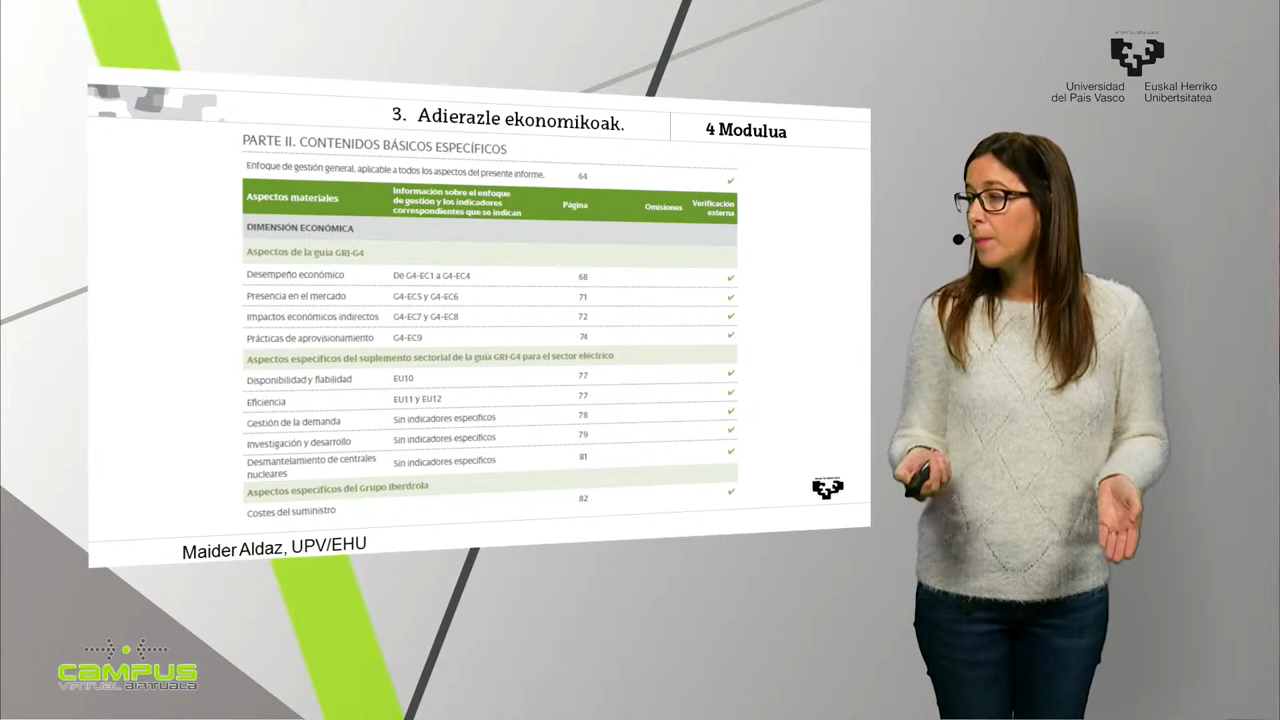 eman ta zabal zazu
Universidad
del País Vasco
Euskal Herriko
Unibertsitatea
3. Adierazle ekonomikoak.
4 Modulua
PARTE II. CONTENIDOS BÁSICOS ESPECÍFICOS
Enfoque de gestión general, aplicable a todos los aspectos del presente informe. 64 ✔
Aspectos materiales
Información sobre el enfoque
de gestión y los indicadores
correspondientes que se indican
Pagina
Omisiones
Verificación
externa
DIMENSIÓN ECONÓMICA
Aspectos de la guía GRI-G4
Desempeño económico De G4-EC1 a G4-EC4 68 ✔
Presencia en el mercado G4-EC5 y G4-EC6 71 ✔
Impactos económicos indirectos G4-EC7 y G4-EC8 72 ✔
Prácticas de aprovisionamiento G4-EC9 74 ✔
Aspectos específicos del suplemento sectorial de la guía GRI-G4 para el sector eléctrico
Disponibilidad y fiabilidad EU10 77 ✔
Eficiencia EU11 y EU12 77 ✔
Gestión de la demanda Sin indicadores específicos 78 ✔
Investigación y desarrollo Sin indicadores específicos 79 ✔
Desmantelamiento de centrales
nucleares Sin indicadores específicos 81 ✔
Aspectos específicos del Grupo Iberdrola
Costes del suministro 82 ✔
Maider Aldaz, UPV/EHU
CAMPUS
VIRTUAL BIRTUALA